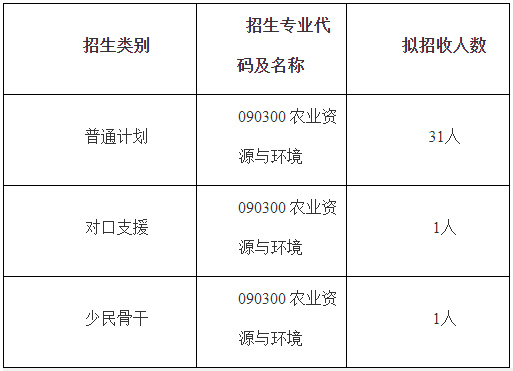 招生类别
招生专业代
码及名称
拟招收人数
普通计划
090300 农业资
源与环境
31人
对口支援
090300 农业资
源与环境
1人
少民骨干
090300 农业资
源与环境
1人